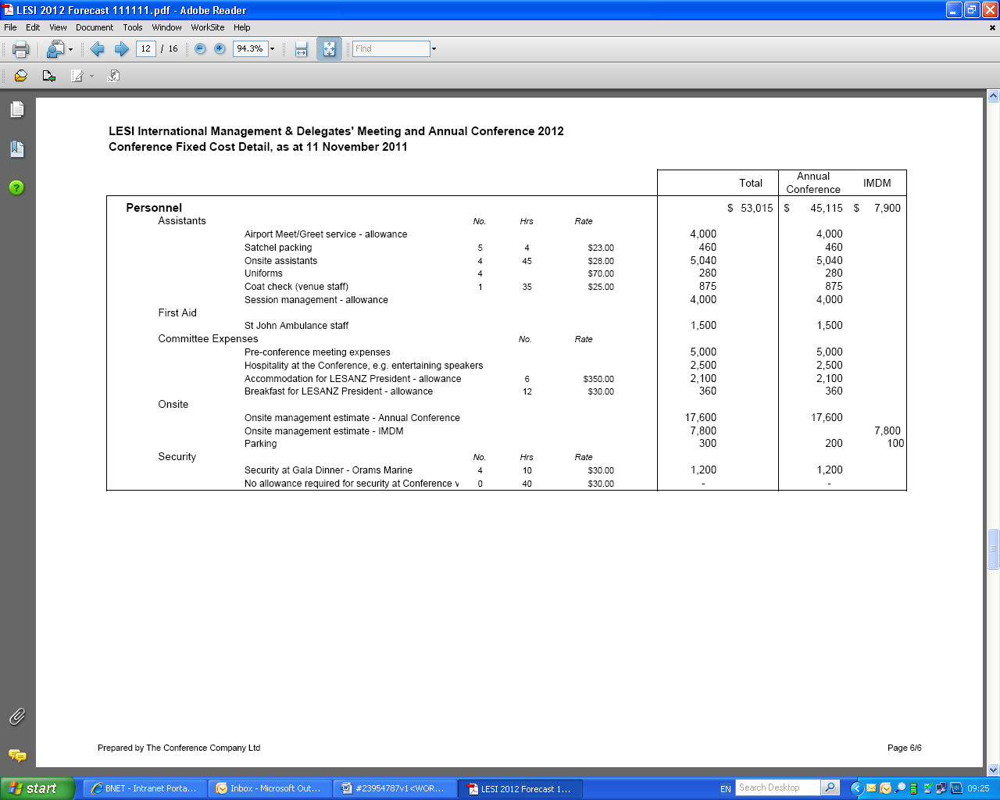 LESI 2012 Forecast 111111.pdf - Adobe Reader
File Edit View Document Tools Window WorkSite Help
12 / 16 94.3% Find
LESI International Management & Delegates' Meeting and Annual Conference 2012
Conference Fixed Cost Detail, as at 11 November 2011
Total Annual Conference IMDM
Personnel $ 53,015 $ 45,115 $ 7,900
Assistants No. Hrs Rate
Airport Meet/Greet service - allowance 4,000 4,000
Satchel packing 5 4 $23.00 460 460
Onsite assistants 4 45 $28.00 5,040 5,040
Uniforms 4 $70.00 280 280
Coat check (venue staff) 1 35 $25.00 875 875
Session management - allowance 4,000 4,000
First Aid
St John Ambulance staff 1,500 1,500
Committee Expenses No. Rate
Pre-conference meeting expenses 5,000 5,000
Hospitality at the Conference, e.g. entertaining speakers 2,500 2,500
Accommodation for LESANZ President - allowance 6 $350.00 2,100 2,100
Breakfast for LESANZ President - allowance 12 $30.00 360 360
Onsite
Onsite management estimate - Annual Conference 17,600 17,600
Onsite management estimate - IMDM 7,800 7,800
Parking 300 200 100
Security No. Hrs Rate
Security at Gala Dinner - Orams Marine 4 10 $30.00 1,200 1,200
No allowance required for security at Conference v 0 40 $30.00 - -
Prepared by The Conference Company Ltd Page 6/6
start BNET - Intranet Porta... Inbox - Microsoft Out... #23954787v1<WOR... LESI 2012 Forecast 1... EN Search Desktop 09:25